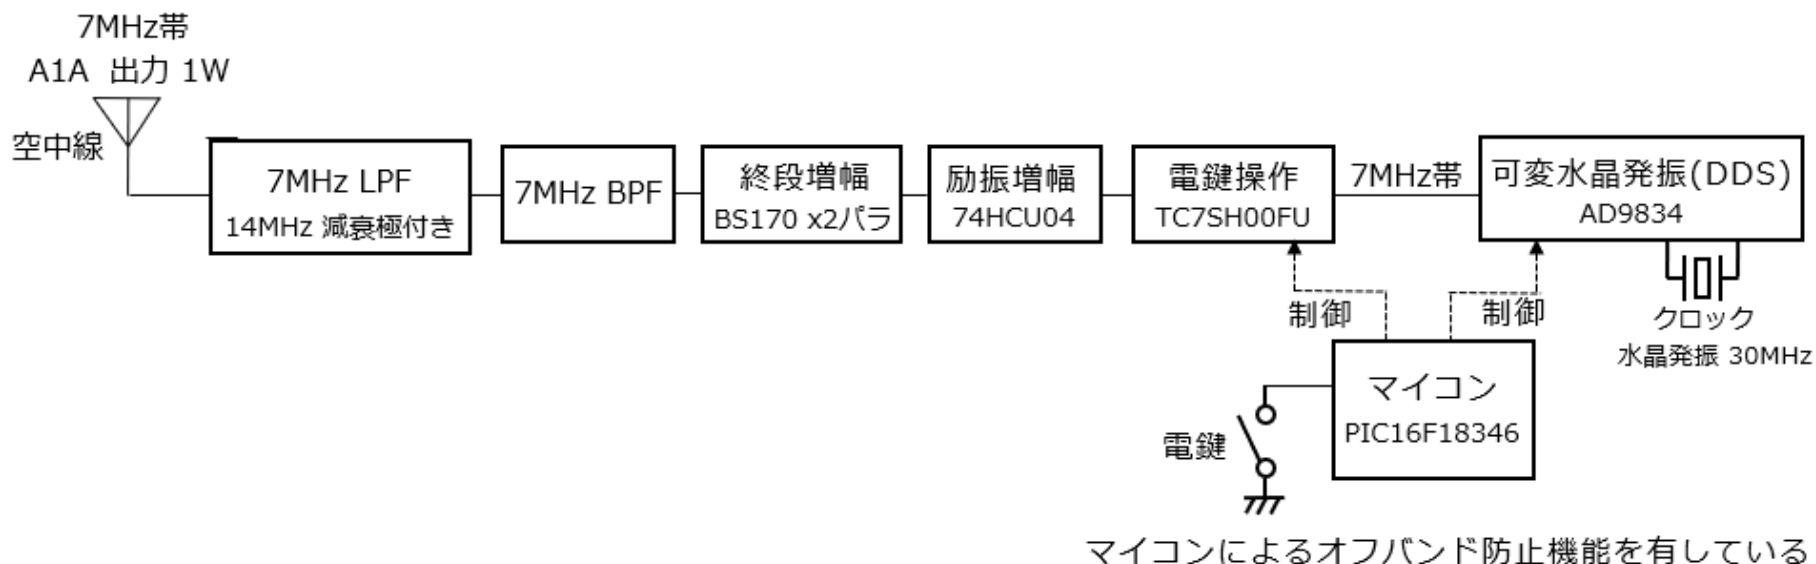 7MHz帯
A1A 出力 1W
空中線
7MHz LPF
14MHz 減衰極付き
7MHz BPF
終段増幅
BS170 x2パラ
励振増幅
74HCU04
電鍵操作
TC7SH00FU
7MHz帯
可変水晶発振(DDS)
AD9834
制御
制御
クロック
水晶発振 30MHz
マイコン
PIC16F18346
電鍵
マイコンによるオフバンド防止機能を有している